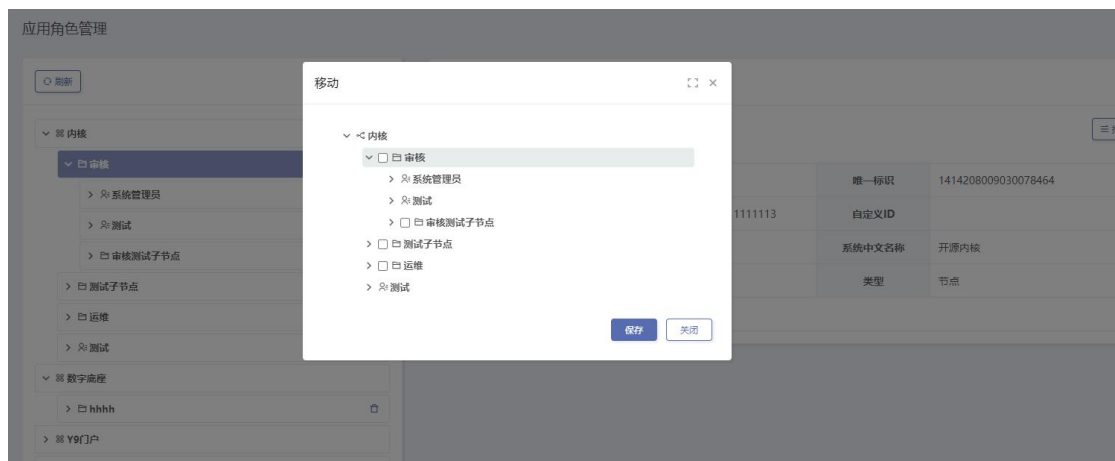 应用角色管理
刷新
内核
审核
系统管理员
测试
审核测试子节点
测试子节点
运维
测试
数字底座
hhhh
Y9门户
移动
内核
审核
系统管理员
测试
审核测试子节点
测试子节点
运维
测试
保存
关闭
唯一标识 1414208009030078464
1111113 自定义ID
系统中文名称 开源内核
类型 节点